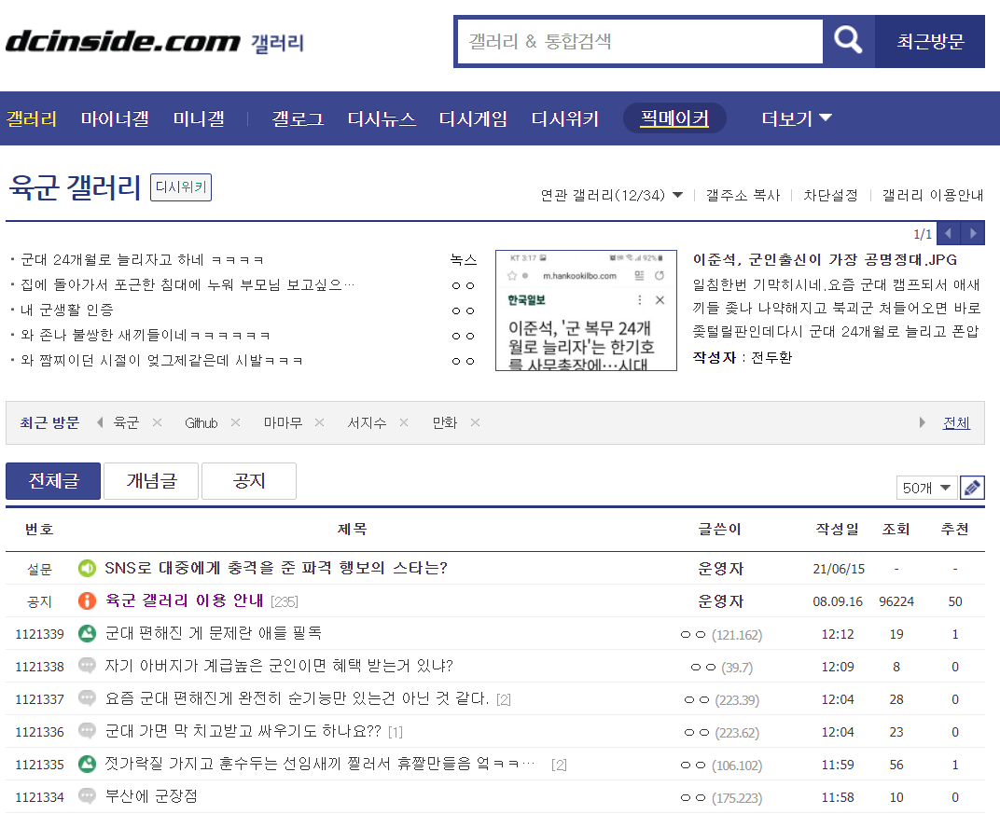 dcinside.com 갤러리
갤러리 & 통합검색
최근방문
갤러리 마이너갤 미니갤 갤로그 디시뉴스 디시게임 디시위키 픽메이커 더보기
육군 갤러리 디시위키
연관 갤러리(12/34) 갤주소 복사 차단설정 갤러리 이용안내
1/1
· 군대 24개월로 늘리자고 하네 ㅋㅋㅋㅋ 녹스
· 집에 돌아가서 포근한 침대에 누워 부모님 보고싶으… ㅇㅇ
· 내 군생활 인증 ㅇㅇ
· 와 존나 불쌍한 새끼들이네ㅋㅋㅋㅋㅋㅋ ㅇㅇ
· 와 짬찌이던 시절이 엊그제같은데 시발ㅋㅋㅋ ㅇㅇ
KT 3:17 92%
m.hankookilbo.com
한국일보
이준석, '군 복무 24개
월로 늘리자'는 한기호
를 사무총장에…시대
이준석, 군인출신이 가장 공명정대.JPG
일침한번 기막히시네.요즘 군대 캠프되서 애새
끼들 좆나 나약해지고 북괴군 처들어오면 바로
좆털릴판인데다시 군대 24개월로 늘리고 폰압
작성자 : 전두환
최근 방문 육군 Github 마마무 서지수 만화 전체
전체글 개념글 공지
50개
번호 제목 글쓴이 작성일 조회 추천
설문 SNS로 대중에게 충격을 준 파격 행보의 스타는? 운영자 21/06/15 - -
공지 육군 갤러리 이용 안내 [235] 운영자 08.09.16 96224 50
1121339 군대 편해진 게 문제란 애들 필독 ㅇㅇ (121.162) 12:12 19 1
1121338 자기 아버지가 계급높은 군인이면 혜택 받는거 있냐? ㅇㅇ (39.7) 12:09 8 0
1121337 요즘 군대 편해진게 완전히 순기능만 있는건 아닌 것 같다. [2] ㅇㅇ (223.39) 12:04 28 0
1121336 군대 가면 막 치고받고 싸우기도 하나요?? [1] ㅇㅇ (223.62) 12:04 23 0
1121335 젓가락질 가지고 훈수두는 선임새끼 찔러서 휴짤만들음 엌ㅋㅋ… [2] ㅇㅇ (106.102) 11:59 56 1
1121334 부산에 군장점 ㅇㅇ (175.223) 11:58 10 0